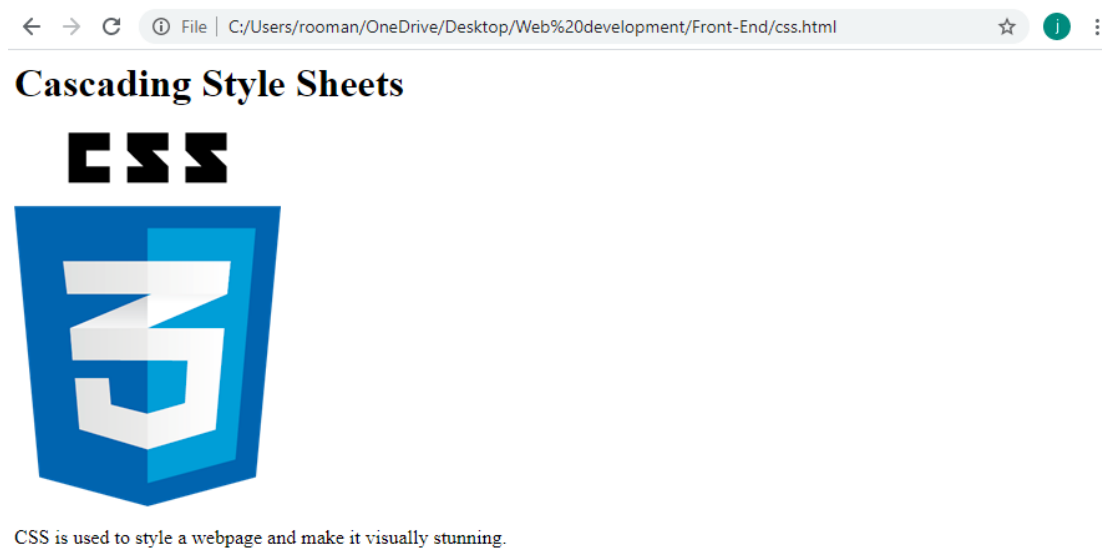 File | C:/Users/rooman/OneDrive/Desktop/Web%20development/Front-End/css.html
j
Cascading Style Sheets
CSS
3
CSS is used to style a webpage and make it visually stunning.